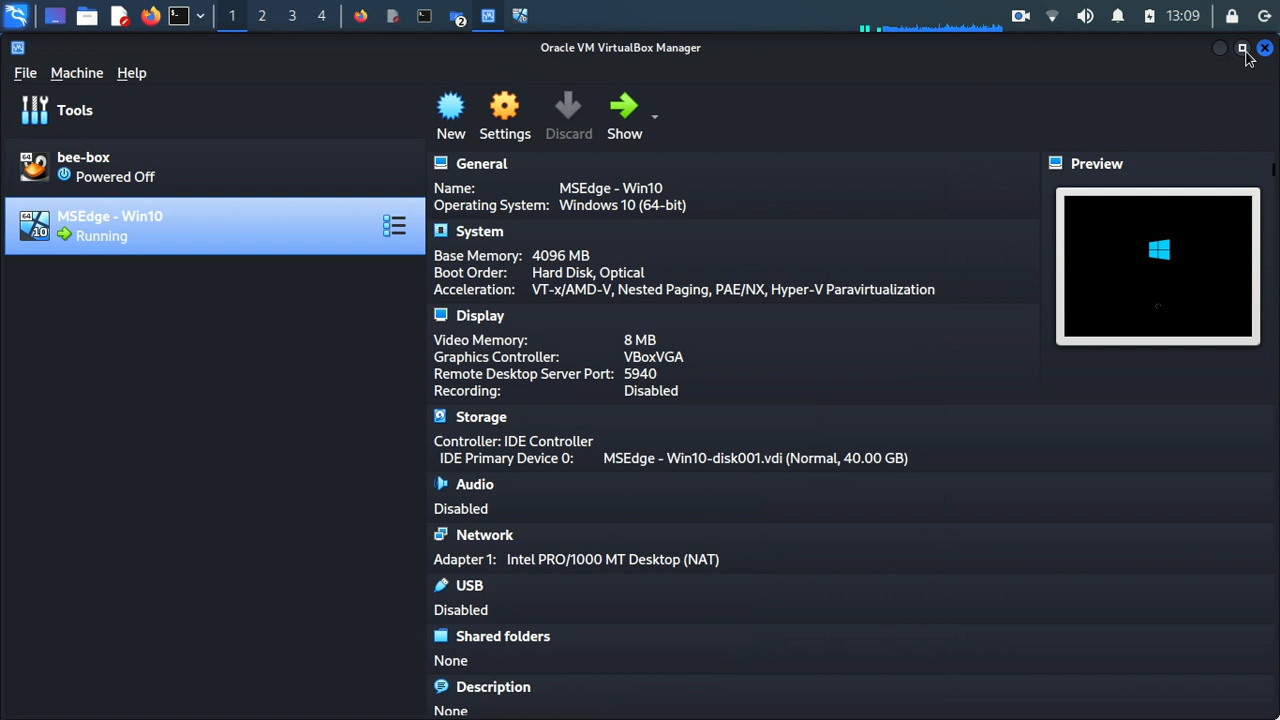 1 2 3 4 2 13:09
Oracle VM VirtualBox Manager
File Machine Help
Tools
New Settings Discard Show
64 bee-box
Powered Off
64 10 MSEdge - Win10
Running
General
Name: MSEdge - Win10
Operating System: Windows 10 (64-bit)
System
Base Memory: 4096 MB
Boot Order: Hard Disk, Optical
Acceleration: VT-x/AMD-V, Nested Paging, PAE/NX, Hyper-V Paravirtualization
Display
Video Memory: 8 MB
Graphics Controller: VBoxVGA
Remote Desktop Server Port: 5940
Recording: Disabled
Storage
Controller: IDE Controller
IDE Primary Device 0: MSEdge - Win10-disk001.vdi (Normal, 40.00 GB)
Audio
Disabled
Network
Adapter 1: Intel PRO/1000 MT Desktop (NAT)
USB
Disabled
Shared folders
None
Description
None
Preview